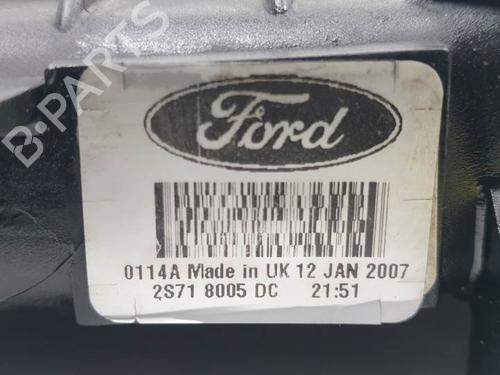 B-PARTS
Ford
0114A Made in UK 12 JAN 2007
2S71 8005 DC 21:51